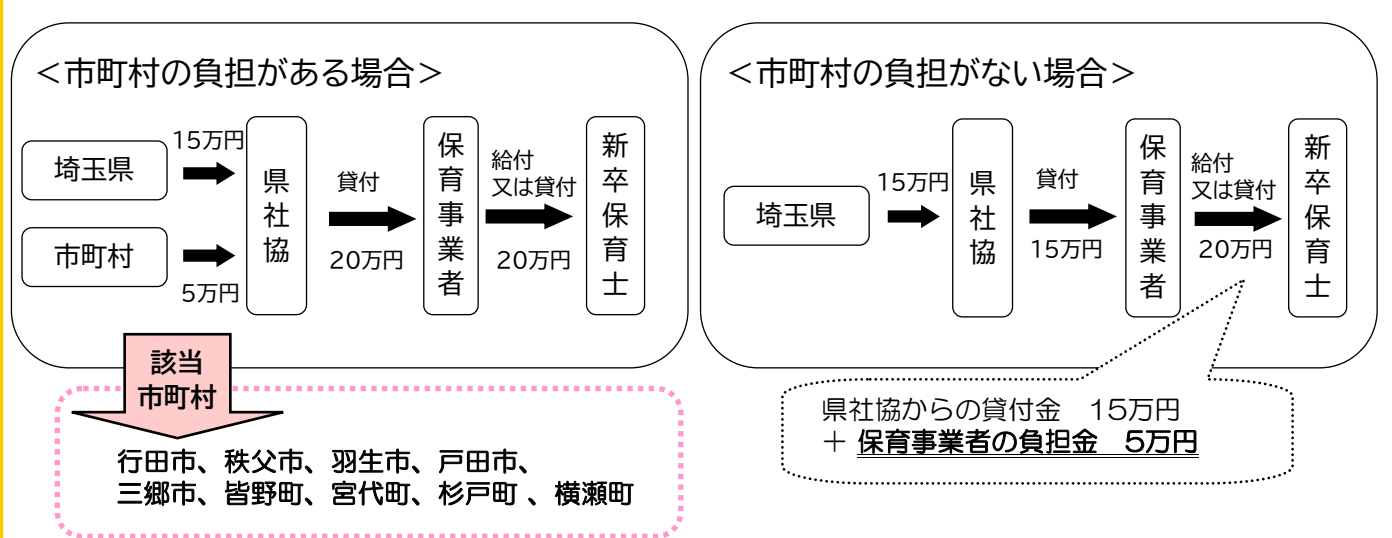 ＜市町村の負担がある場合＞
埼玉県
15万円
市町村
5万円
県社協
貸付
20万円
保育事業者
給付
又は貸付
20万円
新卒保育士
該当
市町村
行田市、秩父市、羽生市、戸田市、
三郷市、皆野町、宮代町、杉戸町、横瀬町
＜市町村の負担がない場合＞
埼玉県
15万円
県社協
貸付
15万円
保育事業者
給付
又は貸付
20万円
新卒保育士
県社協からの貸付金　15万円
＋ 保育事業者の負担金　5万円